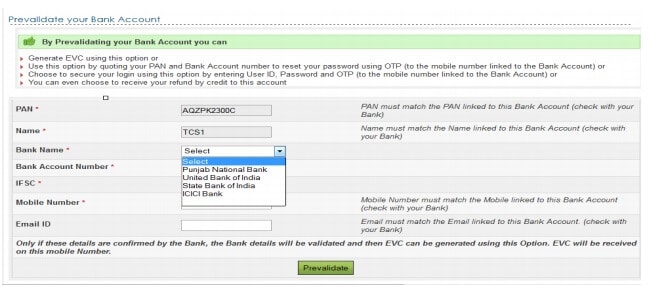 Prevalidate your Bank Account
By Prevalidating your Bank Account you can
Generate EVC using this option or
Use this option by quoting your PAN and Bank Account number to reset your password using OTP (to the mobile number linked to the Bank Account) or
Choose to secure your login using this option by entering User ID, Password and OTP (to the mobile number linked to the Bank Account) or
You can even choose to receive your refund by credit to this account
PAN * AQZPK2300C PAN must match the PAN linked to this Bank Account (check with your
Bank)
Name * TCS1 Name must match the Name linked to this Bank Account (check with
your Bank)
Bank Name * Select
Select
Bank Account Number * Punjab National Bank
United Bank of India
IFSC * State Bank of India
ICICI Bank
Mobile Number * Mobile Number must match the Mobile linked to this Bank Account
(check with your Bank)
Email ID Email must match the Email linked to this Bank Account. (check with
your Bank)
Only if these details are confirmed by the Bank, the Bank details will be validated and then EVC can be generated using this Option. EVC will be received
on this mobile Number.
Prevalidate